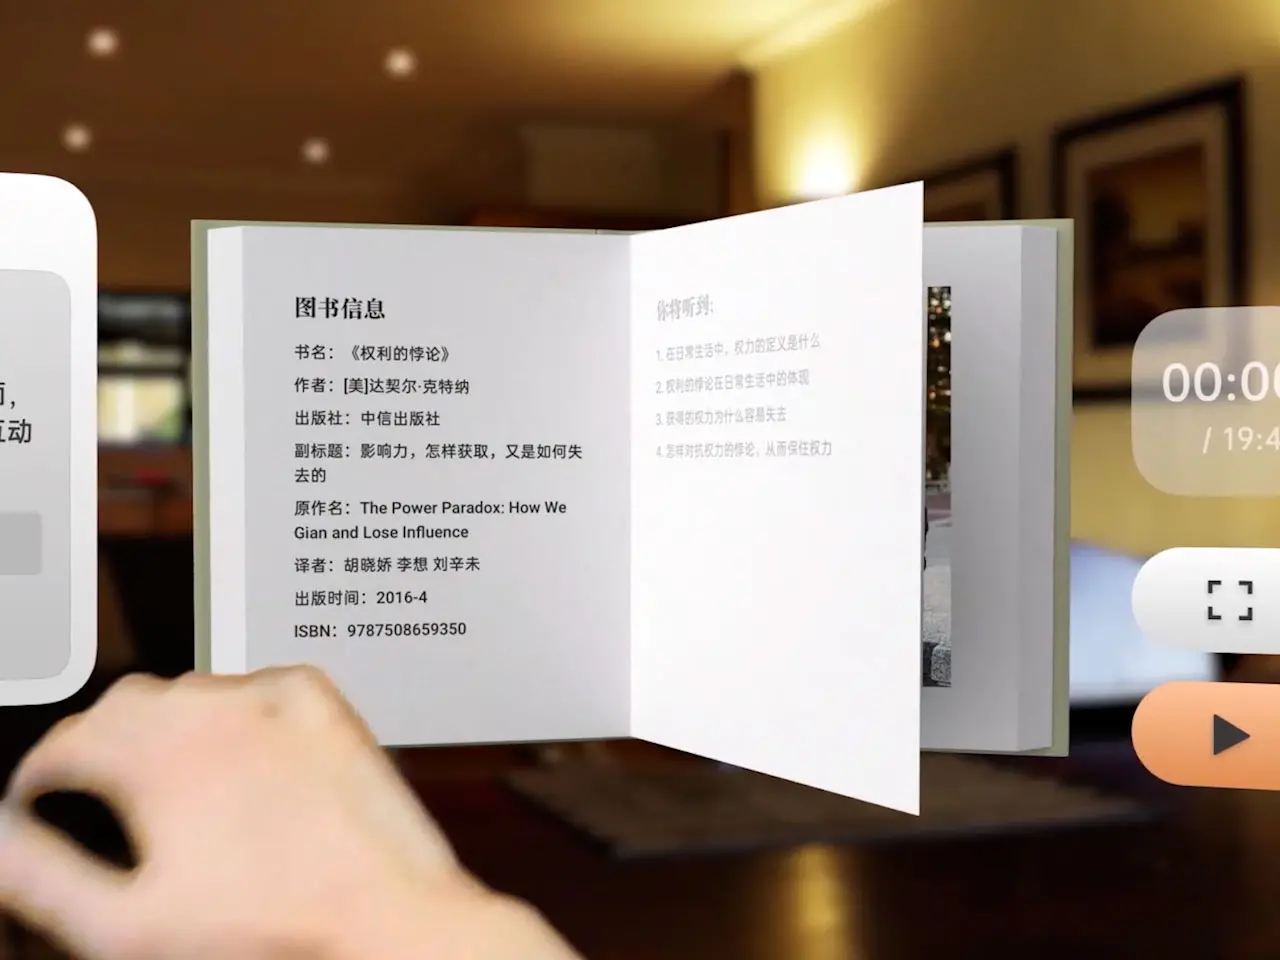 图书信息
书名：《权利的悖论》
作者：[美]达契尔·克特纳
出版社：中信出版社
副标题：影响力，怎样获取，又是如何失
去的
原作名：The Power Paradox: How We
Gian and Lose Influence
译者：胡晓娇 李想 刘辛未
出版时间：2016-4
ISBN：9787508659350
你将听到：
1. 在日常生活中，权力的定义是什么
2. 权利的悖论在日常生活中的体现
3. 获得的权力为什么容易失去
4. 怎样对抗权力的悖论，从而保住权力
互动
00:00
/ 19:4